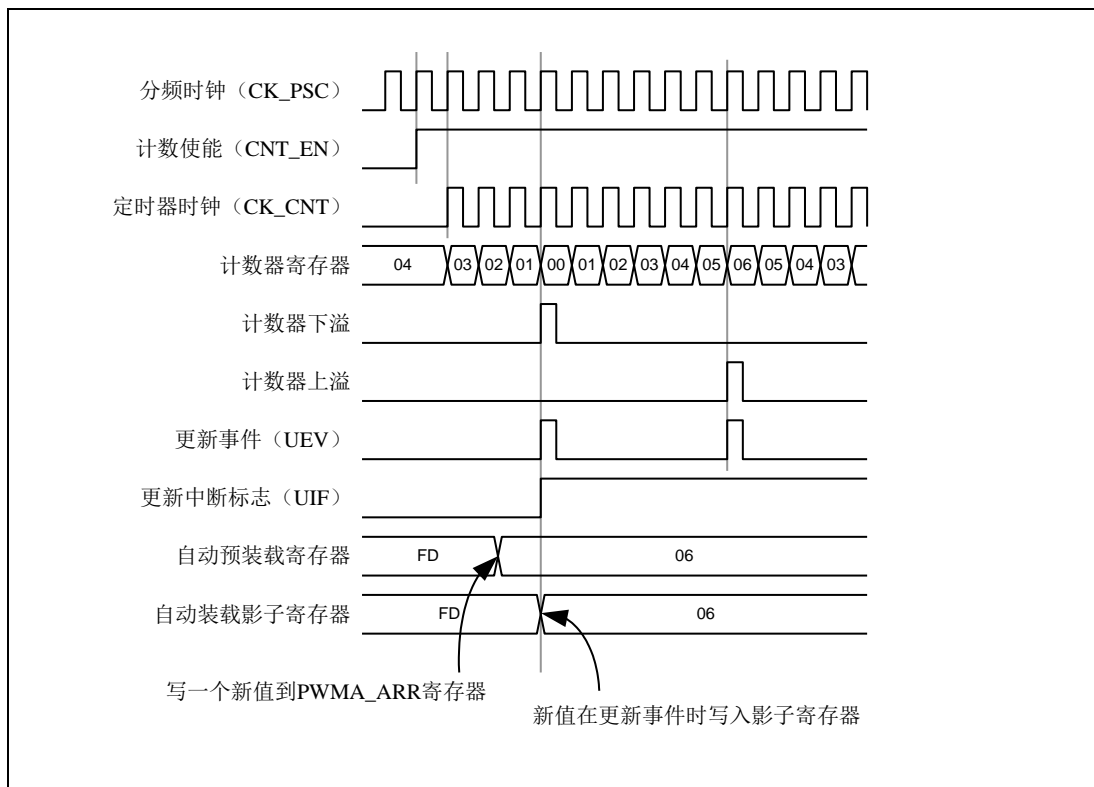 分频时钟（CK_PSC）
计数使能（CNT_EN）
定时器时钟（CK_CNT）
计数器寄存器 04 03 02 01 00 01 02 03 04 05 06 05 04 03
计数器下溢
计数器上溢
更新事件（UEV）
更新中断标志（UIF）
自动预装载寄存器 FD 06
自动装载影子寄存器 FD 06
写一个新值到PWMA_ARR寄存器
新值在更新事件时写入影子寄存器